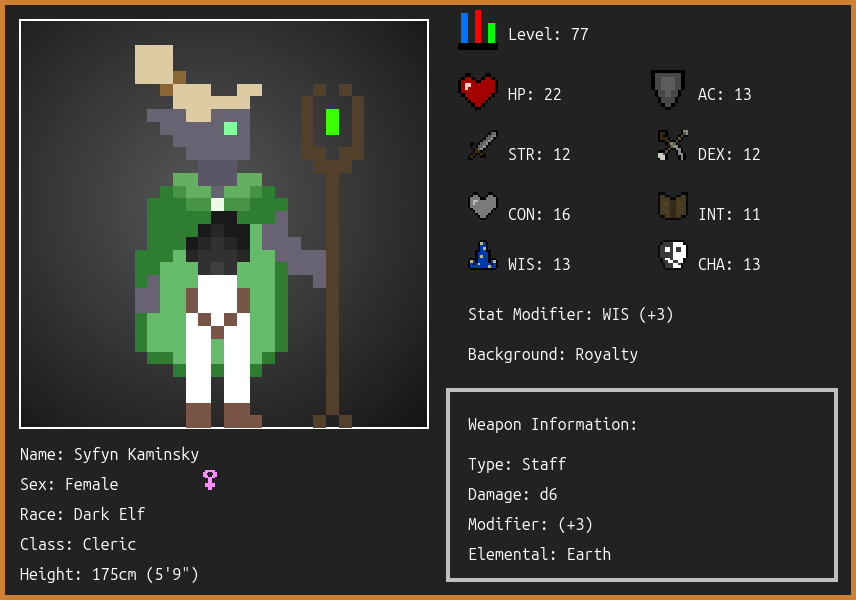 Level: 77
HP: 22
AC: 13
STR: 12
DEX: 12
CON: 16
INT: 11
WIS: 13
CHA: 13
Stat Modifier: WIS (+3)
Background: Royalty
Weapon Information:
Type: Staff
Damage: d6
Modifier: (+3)
Elemental: Earth
Name: Syfyn Kaminsky
Sex: Female
Race: Dark Elf
Class: Cleric
Height: 175cm (5'9")